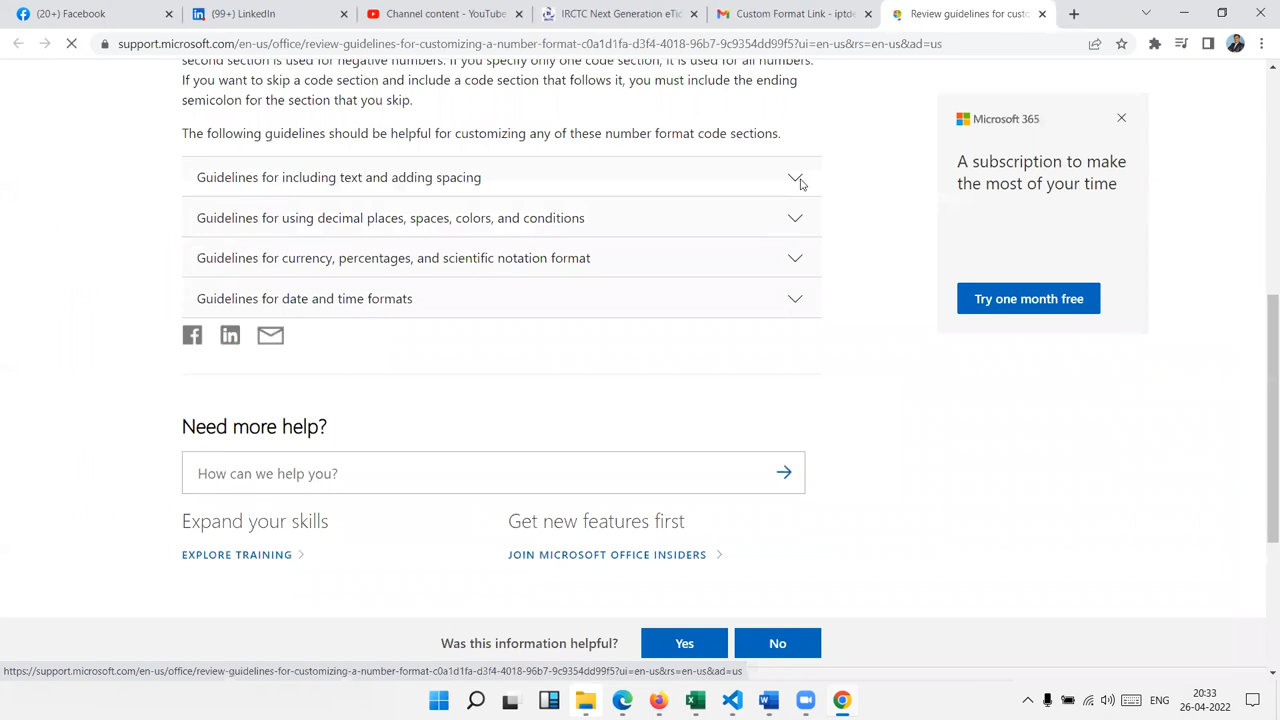 (20+) Facebook
(99+) LinkedIn
Channel content - YouTube
IRCTC Next Generation eTic
Custom Format Link - iptde
Review guidelines for custo
support.microsoft.com/en-us/office/review-guidelines-for-customizing-a-number-format-c0a1d1fa-d3f4-4018-96b7-9c9354dd99f5?ui=en-us&rs=en-us&ad=us
second section is used for negative numbers. If you specify only one code section, it is used for all numbers.
If you want to skip a code section and include a code section that follows it, you must include the ending
semicolon for the section that you skip.
The following guidelines should be helpful for customizing any of these number format code sections.
Guidelines for including text and adding spacing
Guidelines for using decimal places, spaces, colors, and conditions
Guidelines for currency, percentages, and scientific notation format
Guidelines for date and time formats
Microsoft 365
A subscription to make
the most of your time
Try one month free
Need more help?
How can we help you?
Expand your skills
EXPLORE TRAINING
Get new features first
JOIN MICROSOFT OFFICE INSIDERS
Was this information helpful?
Yes
No
https://support.microsoft.com/en-us/office/review-guidelines-for-customizing-a-number-format-c0a1d1fa-d3f4-4018-96b7-9c9354dd99f5?ui=en-us&rs=en-us&ad=us
ENG
20:33
26-04-2022